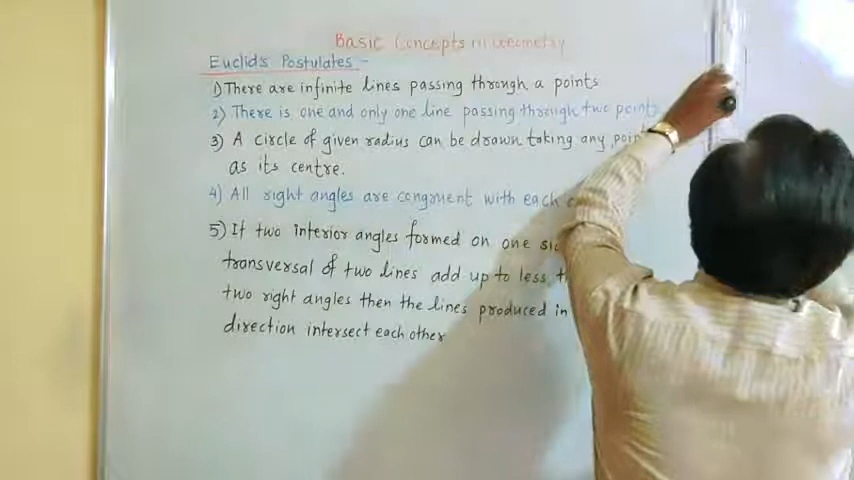 Basic Concepts in Geometry
Euclid's Postulates -
1) There are infinite lines passing through a points
2) There is one and only one line passing through two points
3) A circle of given radius can be drawn taking any point
as its centre.
4) All right angles are congruent with each
5) If two interior angles formed on one
transversal of two lines add up to less
two right angles then the lines produced in
direction intersect each other